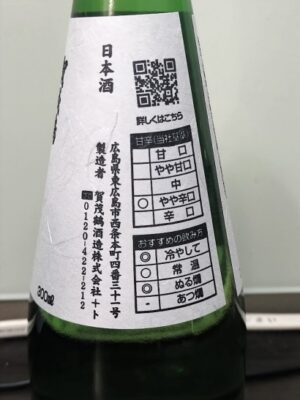 日本酒
詳しくはこちら
甘辛(当社基準)
甘 口
やや甘口
中
○ やや辛口
辛 口
おすすめの飲み方
◎ 冷やして
○ 常 温
◎ ぬる燗
- あつ燗
広島県東広島市西条本町四番三十一号
製造者 賀茂鶴酒造株式会社+ト
0120-422-212
300㎖